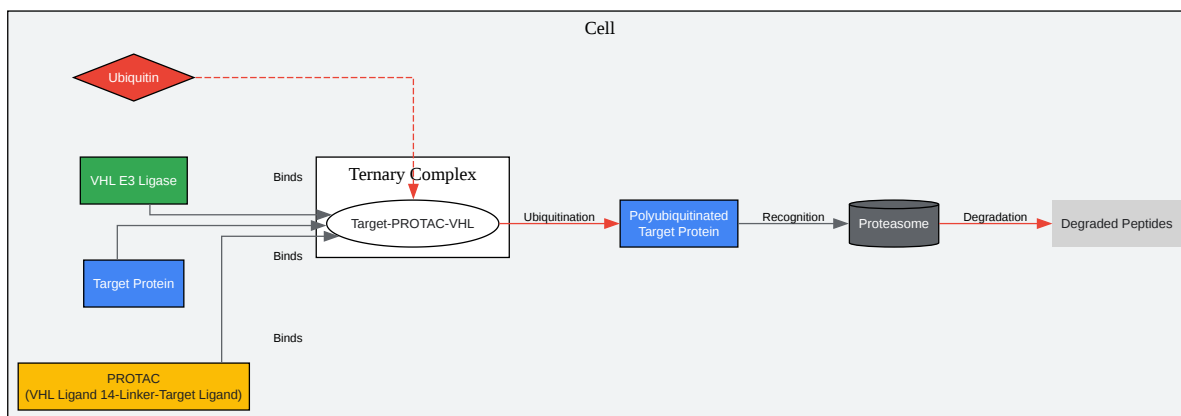 Cell
Ubiquitin
VHL E3 Ligase
Binds
Ternary Complex
Target-PROTAC-VHL
Ubiquitination
Polyubiquitinated
Target Protein
Recognition
Proteasome
Degradation
Degraded Peptides
Binds
Target Protein
Binds
PROTAC
(VHL Ligand 14-Linker-Target Ligand)